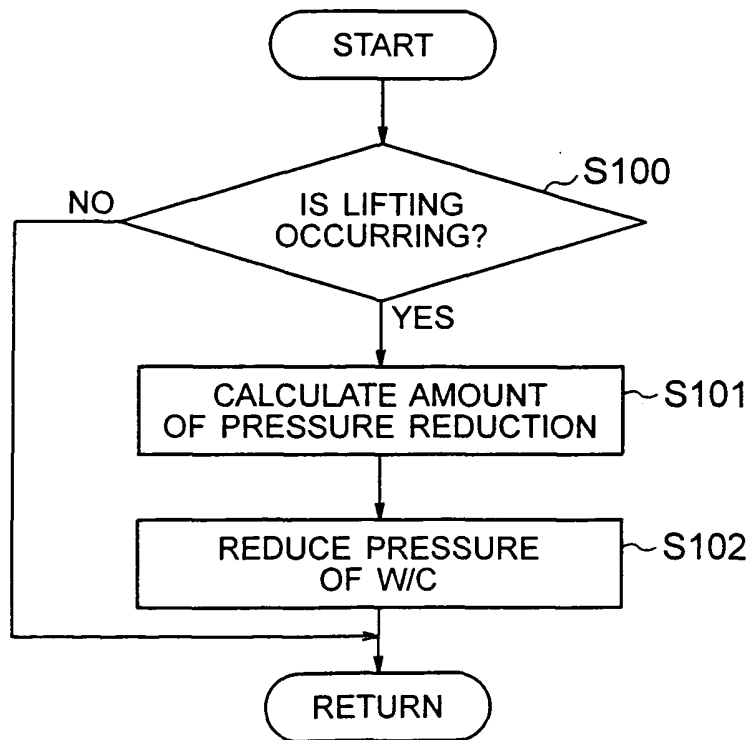 START
IS LIFTING
OCCURRING?
S100
NO
YES
CALCULATE AMOUNT
OF PRESSURE REDUCTION
S101
REDUCE PRESSURE
OF W/C
S102
RETURN